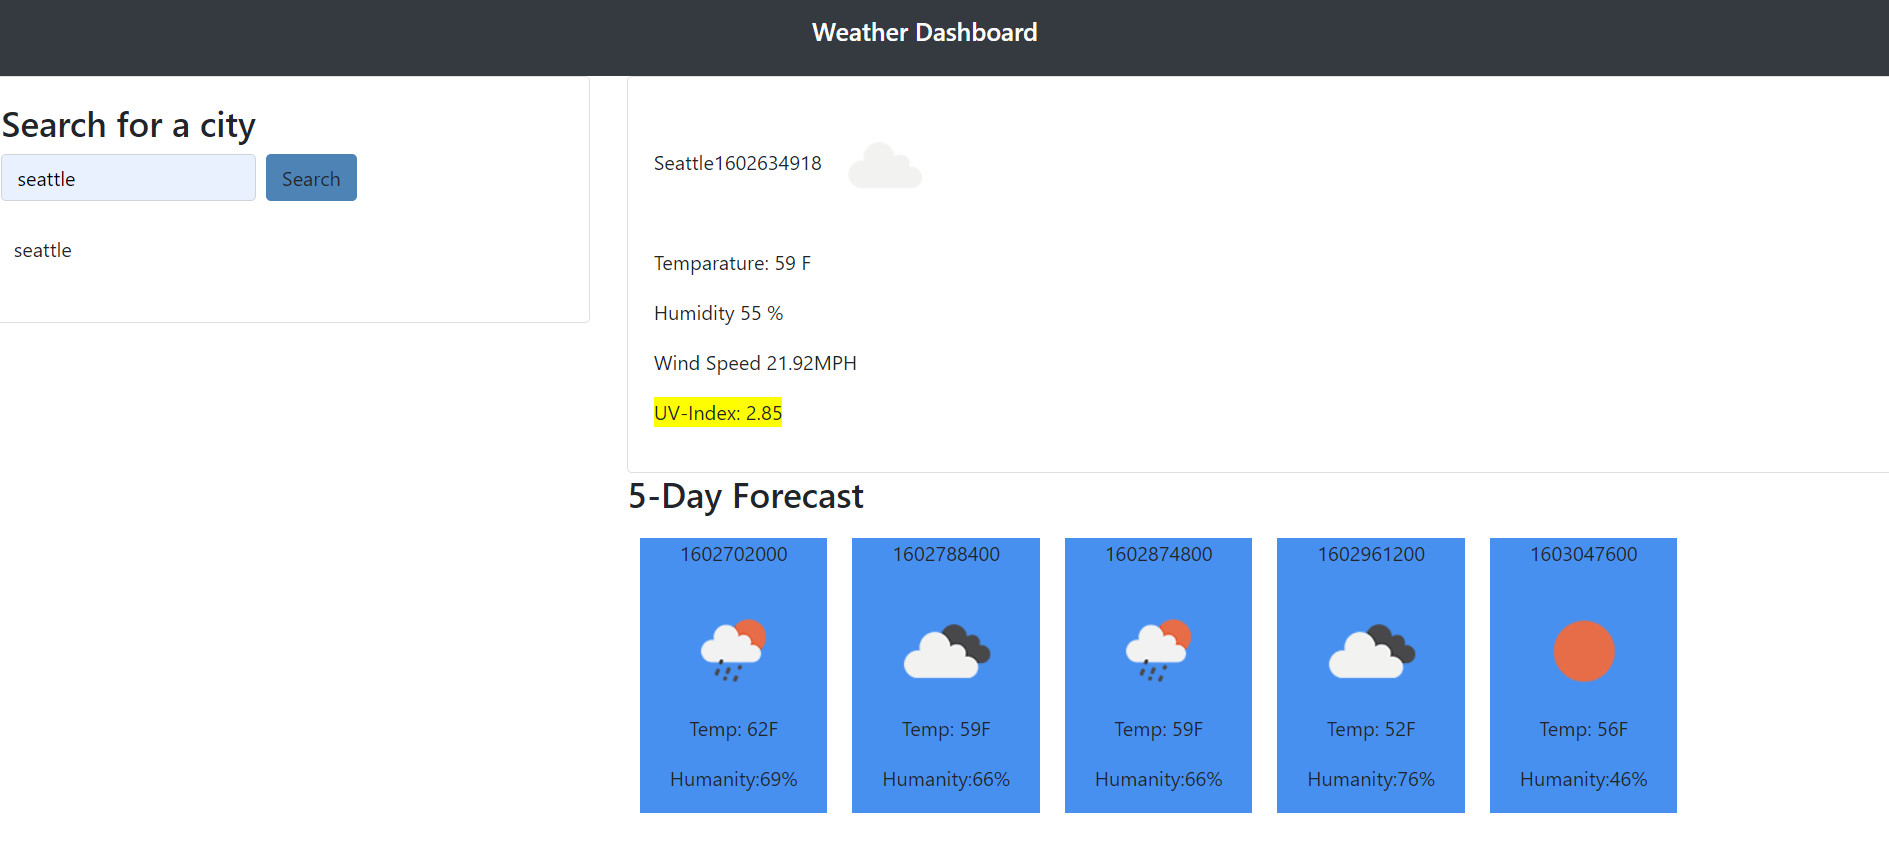 Weather Dashboard
Search for a city
seattle
Search
seattle
Seattle1602634918
Temparature: 59 F
Humidity 55 %
Wind Speed 21.92MPH
UV-Index: 2.85
5-Day Forecast
1602702000
Temp: 62F
Humanity:69%
1602788400
Temp: 59F
Humanity:66%
1602874800
Temp: 59F
Humanity:66%
1602961200
Temp: 52F
Humanity:76%
1603047600
Temp: 56F
Humanity:46%